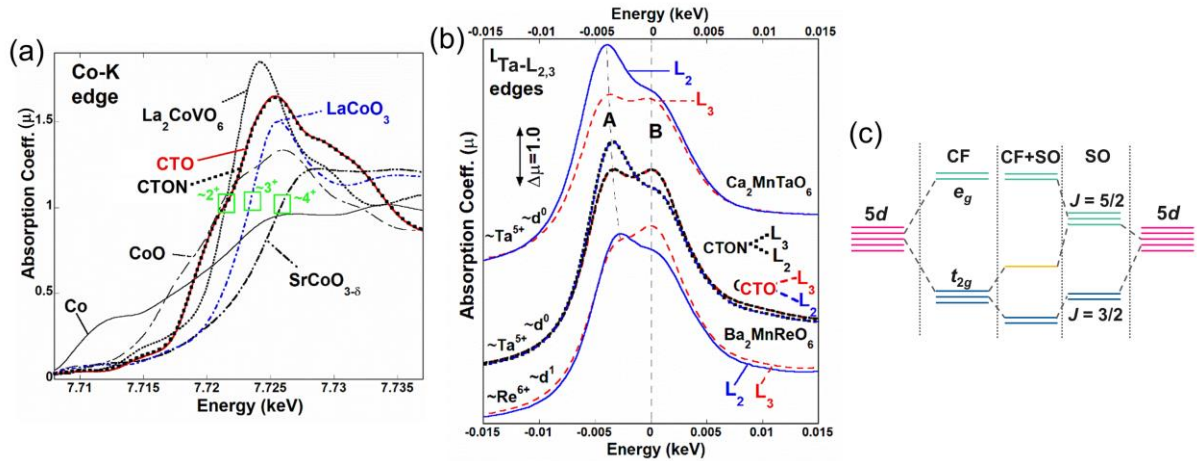 (a)
Co-K
edge
La2CoVO6
LaCoO3
CTO
CTON
~2+
~3+
~4+
CoO
SrCoO3-δ
Co
Absorption Coeff. (μ)
0
0.5
1
1.5
2
7.71
7.715
7.72
7.725
7.73
7.735
Energy (keV)
(b)
Energy (keV)
-0.015
-0.01
-0.005
0
0.005
0.01
0.015
L Ta-L2,3
edges
L2
L3
A
B
Δμ=1.0
Ca2MnTaO6
~Ta5+ ~d0
CTON
L3
L2
CTO
L3
L2
~Ta5+ ~d0
Ba2MnReO6
~Re6+ ~d1
L2
L3
Absorption Coeff. (μ)
-0.015
-0.01
-0.005
0
0.005
0.01
0.015
Energy (keV)
(c)
CF
CF+SO
SO
eg
5d
J = 5/2
5d
t2g
J = 3/2